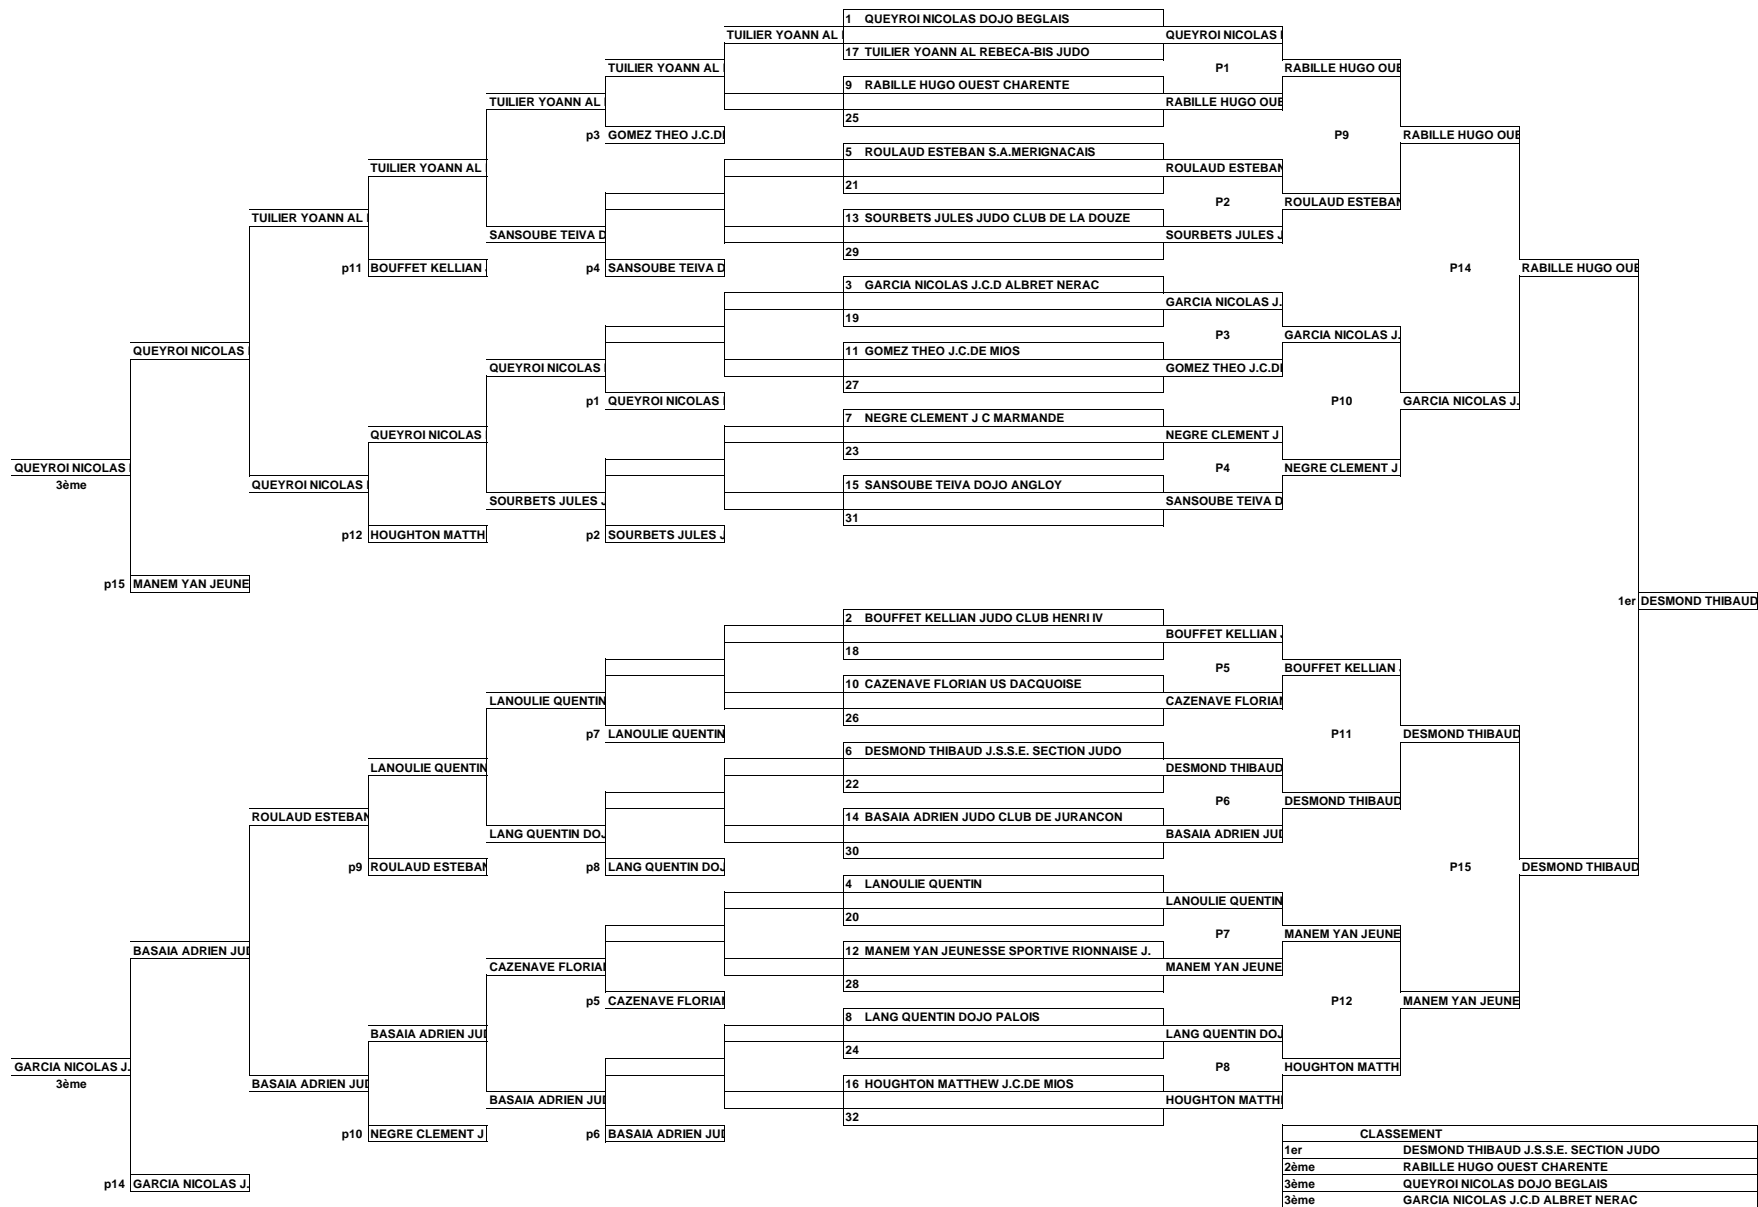 1 QUEYROI NICOLAS DOJO BEGLAIS
TUILIER YOANN AL QUEYROI NICOLAS
17 TUILIER YOANN AL REBECA-BIS JUDO
TUILIER YOANN AL P1 RABILLE HUGO OUE
9 RABILLE HUGO OUEST CHARENTE
TUILIER YOANN AL RABILLE HUGO OUE
25
p3 GOMEZ THEO J.C.DE P9 RABILLE HUGO OUE
5 ROULAUD ESTEBAN S.A.MERIGNACAIS
TUILIER YOANN AL ROULAUD ESTEBAN
21
P2 ROULAUD ESTEBAN
TUILIER YOANN AL 13 SOURBETS JULES JUDO CLUB DE LA DOUZE
SANSOUBE TEIVA D SOURBETS JULES J
29
p11 BOUFFET KELLIAN p4 SANSOUBE TEIVA D P14 RABILLE HUGO OUE
3 GARCIA NICOLAS J.C.D ALBRET NERAC
GARCIA NICOLAS J.
19
P3 GARCIA NICOLAS J.
QUEYROI NICOLAS 11 GOMEZ THEO J.C.DE MIOS
QUEYROI NICOLAS GOMEZ THEO J.C.DE
27
p1 QUEYROI NICOLAS P10 GARCIA NICOLAS J.
7 NEGRE CLEMENT J C MARMANDE
QUEYROI NICOLAS NEGRE CLEMENT J
23
QUEYROI NICOLAS P4 NEGRE CLEMENT J
3ème QUEYROI NICOLAS 15 SANSOUBE TEIVA DOJO ANGLOY
SOURBETS JULES J SANSOUBE TEIVA D
31
p12 HOUGHTON MATTH p2 SOURBETS JULES J
p15 MANEM YAN JEUNE
1er DESMOND THIBAUD
2 BOUFFET KELLIAN JUDO CLUB HENRI IV
BOUFFET KELLIAN
18
P5 BOUFFET KELLIAN
10 CAZENAVE FLORIAN US DACQUOISE
LANOULIE QUENTIN CAZENAVE FLORIAN
26
p7 LANOULIE QUENTIN P11 DESMOND THIBAUD
6 DESMOND THIBAUD J.S.S.E. SECTION JUDO
LANOULIE QUENTIN DESMOND THIBAUD
22
P6 DESMOND THIBAUD
ROULAUD ESTEBAN 14 BASAIA ADRIEN JUDO CLUB DE JURANCON
LANG QUENTIN DOJ BASAIA ADRIEN JUD
30
p9 ROULAUD ESTEBAN p8 LANG QUENTIN DOJ P15 DESMOND THIBAUD
4 LANOULIE QUENTIN
LANOULIE QUENTIN
20
P7 MANEM YAN JEUNE
BASAIA ADRIEN JUD 12 MANEM YAN JEUNESSE SPORTIVE RIONNAISE J.
CAZENAVE FLORIAN MANEM YAN JEUNE
28
p5 CAZENAVE FLORIAN P12 MANEM YAN JEUNE
8 LANG QUENTIN DOJO PALOIS
BASAIA ADRIEN JUD LANG QUENTIN DOJ
24
GARCIA NICOLAS J. P8 HOUGHTON MATTH
3ème BASAIA ADRIEN JUD 16 HOUGHTON MATTHEW J.C.DE MIOS
BASAIA ADRIEN JUD HOUGHTON MATTH
32
p10 NEGRE CLEMENT J p6 BASAIA ADRIEN JUD CLASSEMENT
1er DESMOND THIBAUD J.S.S.E. SECTION JUDO
2ème RABILLE HUGO OUEST CHARENTE
p14 GARCIA NICOLAS J. 3ème QUEYROI NICOLAS DOJO BEGLAIS
3ème GARCIA NICOLAS J.C.D ALBRET NERAC